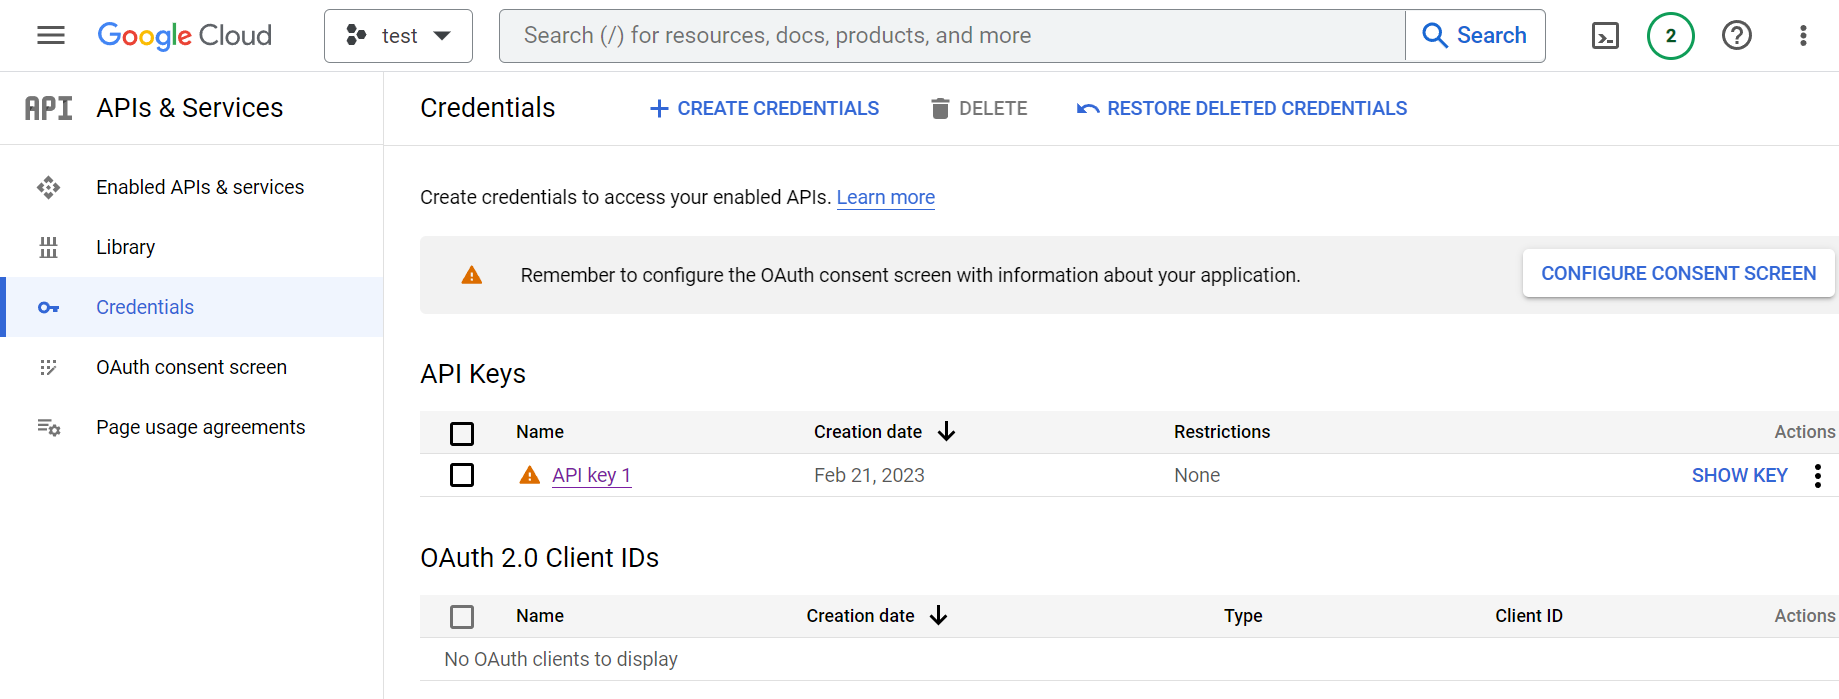 Google Cloud
test
Search (/) for resources, docs, products, and more
Search
2
API
APIs & Services
Credentials
CREATE CREDENTIALS
DELETE
RESTORE DELETED CREDENTIALS
Enabled APIs & services
Library
Credentials
OAuth consent screen
Page usage agreements
Create credentials to access your enabled APIs. Learn more
Remember to configure the OAuth consent screen with information about your application.
CONFIGURE CONSENT SCREEN
API Keys
Name Creation date Restrictions Actions
API key 1 Feb 21, 2023 None SHOW KEY
OAuth 2.0 Client IDs
Name Creation date Type Client ID Actions
No OAuth clients to display